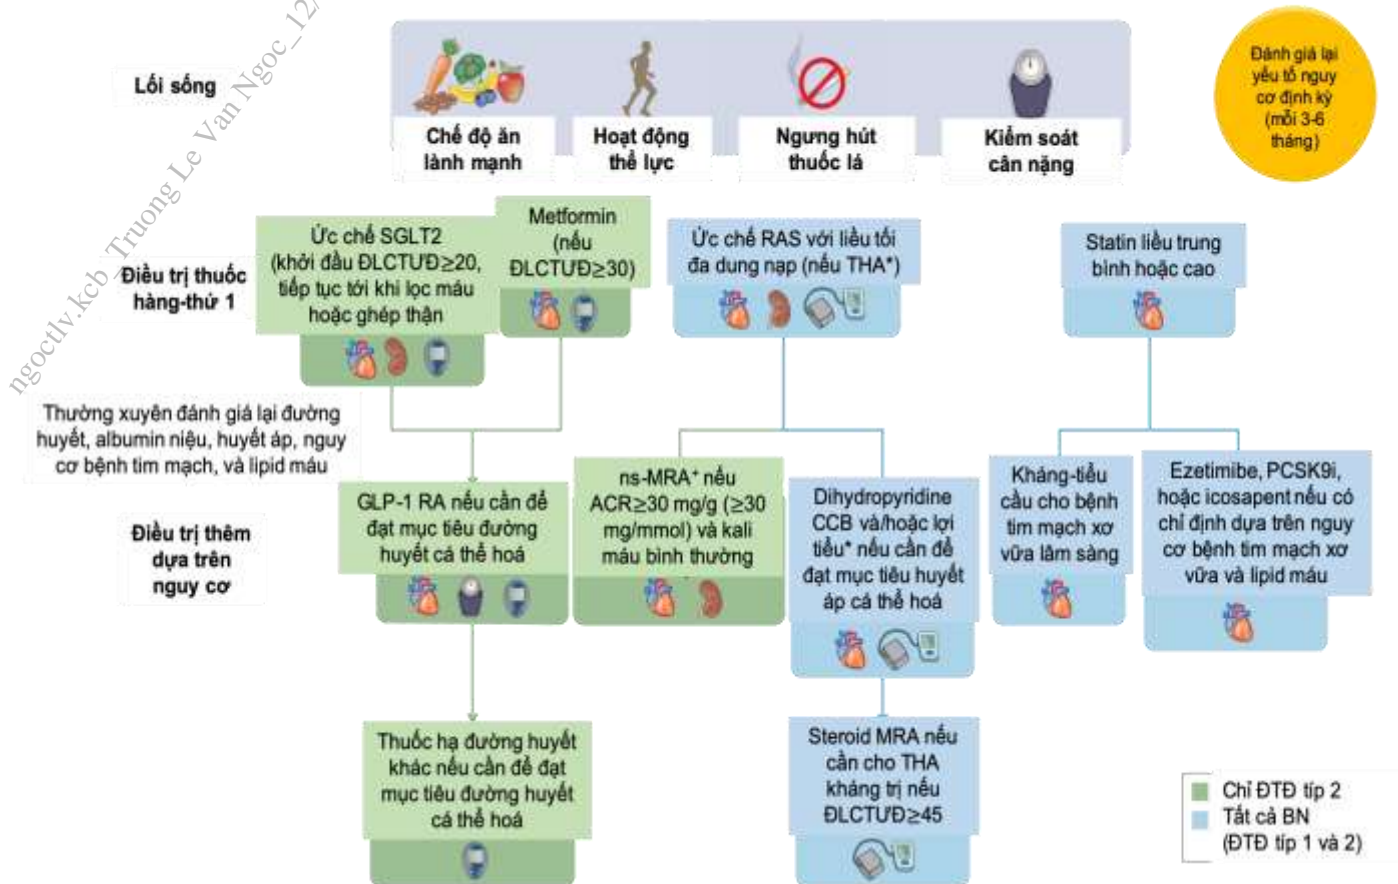 ngoctlv.kcb_Truong Le Van Ngoc_12/
Lối sống
Chế độ ăn
lành mạnh
Hoạt động
thể lực
Ngưng hút
thuốc lá
Kiểm soát
cân nặng
Đánh giá lại
yếu tố nguy
cơ định kỳ
(mỗi 3-6
tháng)
Điều trị thuốc
hàng-thứ 1
Ức chế SGLT2
(khởi đầu ĐLCTƯĐ≥20,
tiếp tục tới khi lọc máu
hoặc ghép thận
Metformin
(nếu
ĐLCTƯĐ≥30)
Ức chế RAS với liều tối
đa dung nạp (nếu THA*)
Statin liều trung
bình hoặc cao
Thường xuyên đánh giá lại đường
huyết, albumin niệu, huyết áp, nguy
cơ bệnh tim mạch, và lipid máu
Điều trị thêm
dựa trên
nguy cơ
GLP-1 RA nếu cần để
đạt mục tiêu đường
huyết cá thể hoá
ns-MRA⁺ nếu
ACR≥30 mg/g (≥30
mg/mmol) và kali
máu bình thường
Dihydropyridine
CCB và/hoặc lợi
tiểu* nếu cần để
đạt mục tiêu huyết
áp cá thể hoá
Kháng-tiểu
cầu cho bệnh
tim mạch xơ
vữa lâm sàng
Ezetimibe, PCSK9i,
hoặc icosapent nếu có
chỉ định dựa trên nguy
cơ bệnh tim mạch xơ
vữa và lipid máu
Thuốc hạ đường huyết
khác nếu cần để đạt
mục tiêu đường huyết
cá thể hoá
Steroid MRA nếu
cần cho THA
kháng trị nếu
ĐLCTƯĐ≥45
Chỉ ĐTĐ típ 2
Tất cả BN
(ĐTĐ típ 1 và 2)